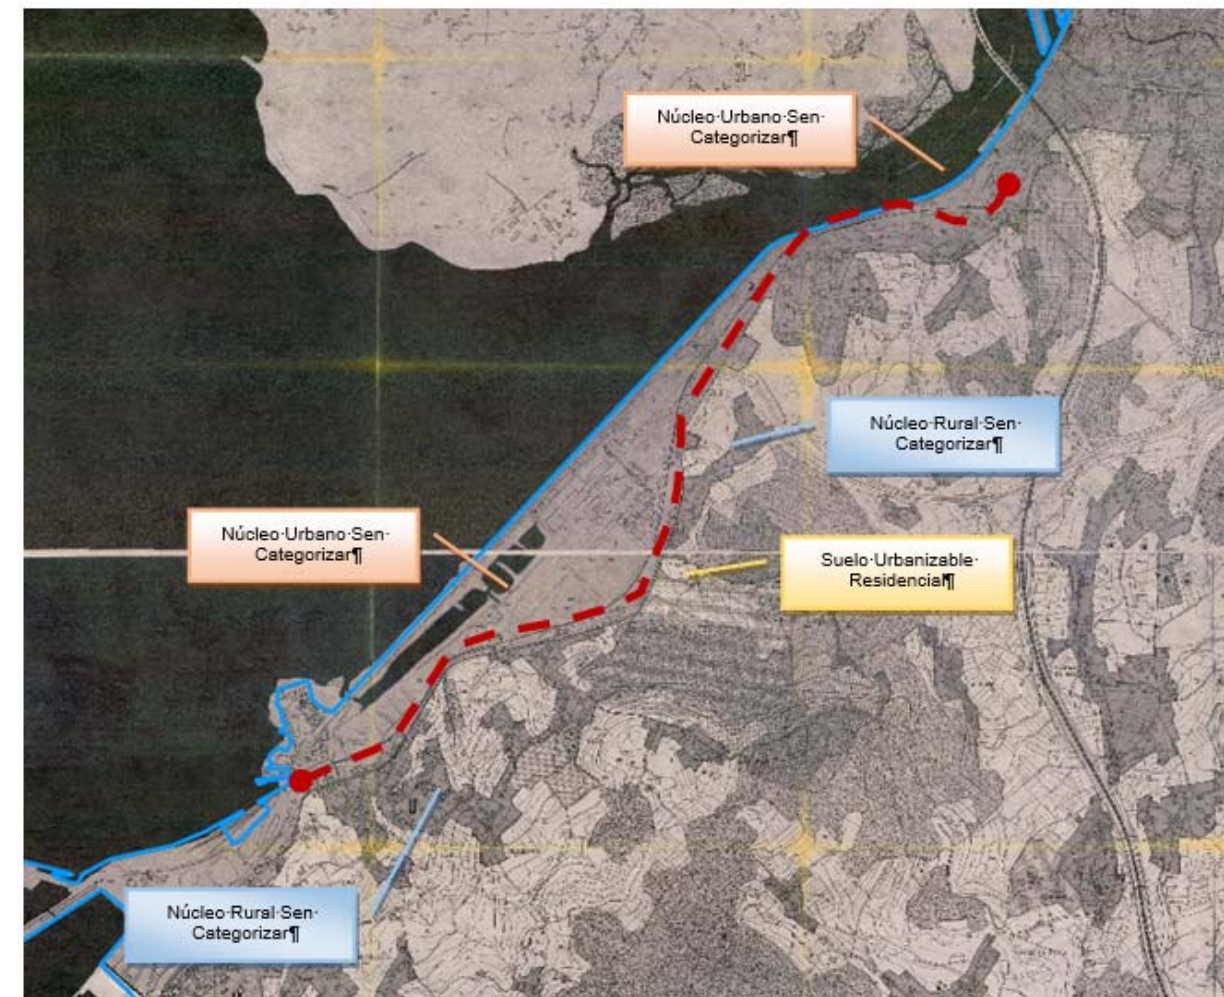 Núcleo·Urbano·Sen·
Categorizar¶
Núcleo·Rural·Sen·
Categorizar¶
Núcleo·Urbano·Sen·
Categorizar¶
Suelo·Urbanizable·
Residencial¶
Núcleo·Rural·Sen·
Categorizar¶